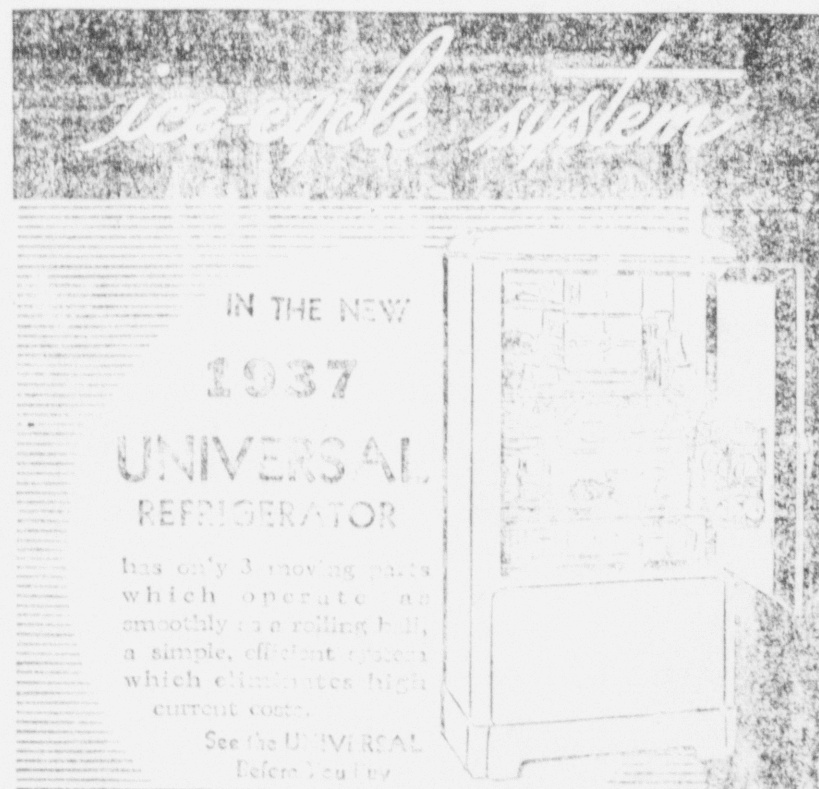 ice-cycle system
IN THE NEW
1937
UNIVERSAL
REFRIGERATOR
has only 3 moving parts
which operate as
smoothly as a rolling ball,
a simple, efficient system
which eliminates high
current costs.
See the UNIVERSAL
Before You Buy